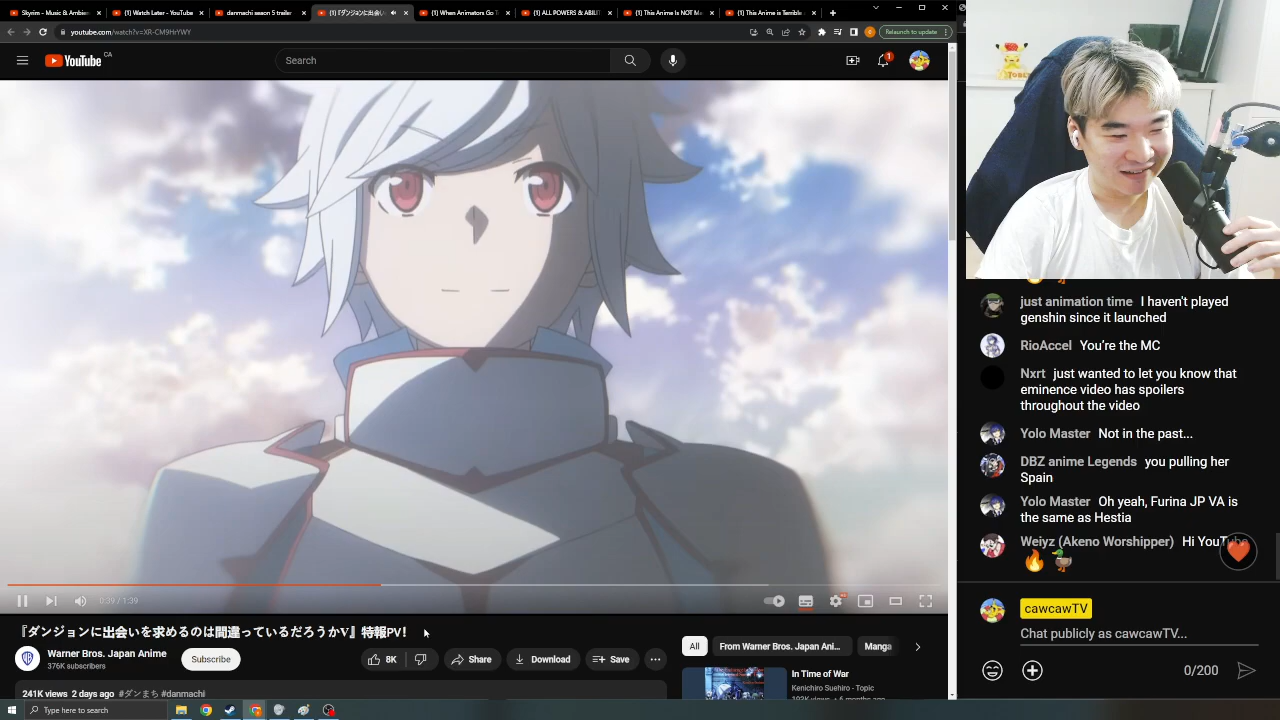 Skyrim - Music & Ambien
(1) Watch Later - YouTube
danmachi season 5 trailer
(1)『ダンジョンに出会い
(1) When Animators Go T
(1) ALL POWERS & ABILIT
(1) This Anime Is NOT M
(1) This Anime is Terrible
youtube.com/watch?v=XR-CM9HrYWY
Relaunch to update
YouTube CA
Search
1
TOBE
0:39 / 1:39
『ダンジョンに出会いを求めるのは間違っているだろうかV』特報PV!
Warner Bros. Japan Anime
376K subscribers
Subscribe
8K
Share
Download
Save
241K views 2 days ago #ダンまち #danmachi
All
From Warner Bros. Japan Ani...
Manga
In Time of War
Kenichiro Suehiro - Topic
Type here to search
just animation time I haven't played
genshin since it launched
RioAccel You're the MC
Nxrt just wanted to let you know that
eminence video has spoilers
throughout the video
Yolo Master Not in the past...
DBZ anime Legends you pulling her
Spain
Yolo Master Oh yeah, Furina JP VA is
the same as Hestia
Weiyz (Akeno Worshipper) Hi YouTube
cawcawTV
Chat publicly as cawcawTV...
0/200